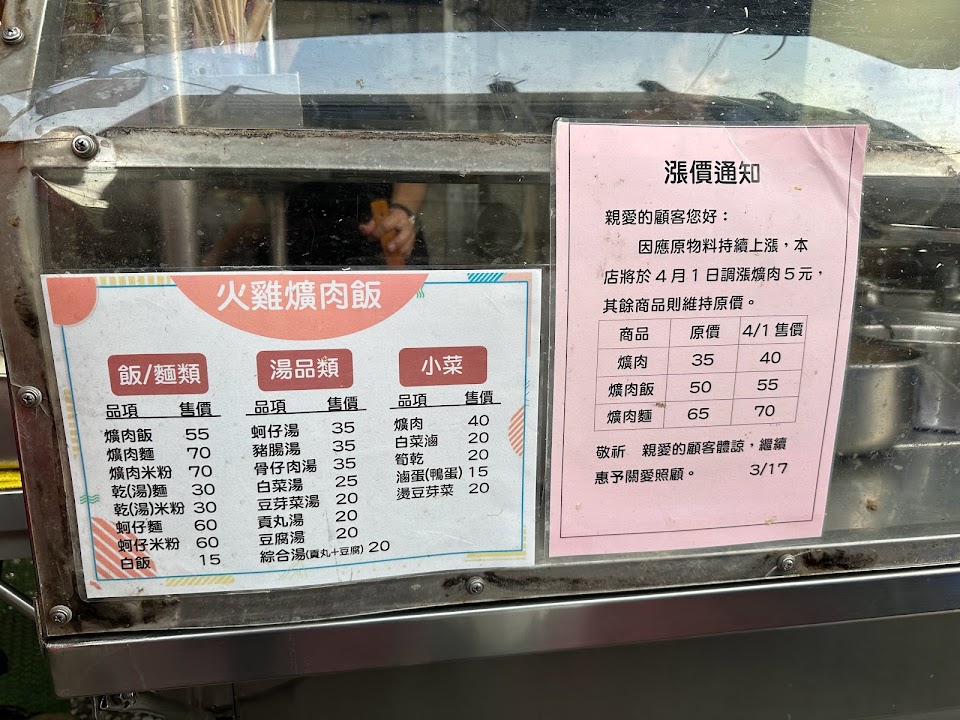 火雞爌肉飯
飯/麵類
品項 售價
爌肉飯 55
爌肉麵 70
爌肉米粉 70
乾(湯)麵 30
乾(湯)米粉 30
蚵仔麵 60
蚵仔米粉 60
白飯 15
湯品類
品項 售價
蚵仔湯 35
豬腸湯 35
骨仔肉湯 35
白菜湯 25
豆芽菜湯 20
貢丸湯 20
豆腐湯 20
綜合湯(貢丸+豆腐) 20
小菜
品項 售價
爌肉 40
白菜滷 20
筍乾 20
滷蛋(鴨蛋) 15
燙豆芽菜 20
漲價通知
親愛的顧客您好：
因應原物料持續上漲，本
店將於4月1日調漲爌肉5元，
其餘商品則維持原價。
商品 原價 4/1售價
爌肉 35 40
爌肉飯 50 55
爌肉麵 65 70
敬祈 親愛的顧客體諒，繼續
惠予關愛照顧。 3/17